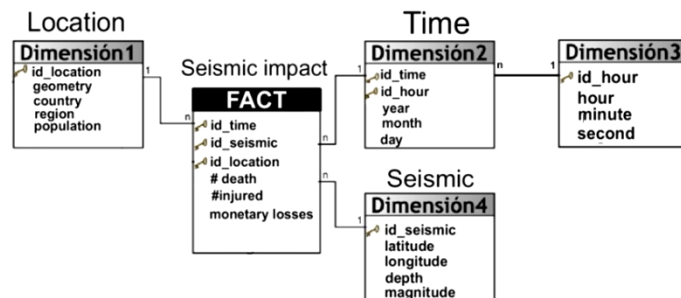 Location
Dimensión1
id_location
geometry
country
region
population
1
n
Seismic impact
FACT
id_time
id_seismic
id_location
# death
#injured
monetary losses
n
n
Time
1
Dimensión2
id_time
id_hour
year
month
day
n
1
Dimensión3
id_hour
hour
minute
second
Seismic
1
Dimensión4
id_seismic
latitude
longitude
depth
magnitude